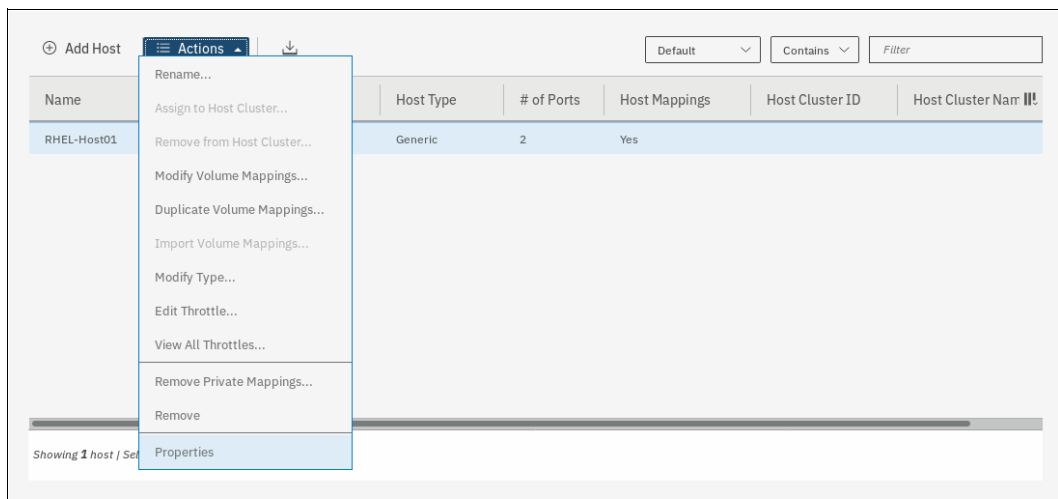 Add Host Actions Default Contains Filter
Rename...
Name Host Type # of Ports Host Mappings Host Cluster ID Host Cluster Nam
Assign to Host Cluster...
RHEL-Host01 Generic 2 Yes
Remove from Host Cluster...
Modify Volume Mappings...
Duplicate Volume Mappings...
Import Volume Mappings...
Modify Type...
Edit Throttle...
View All Throttles...
Remove Private Mappings...
Remove
Properties
Showing 1 host | Sel